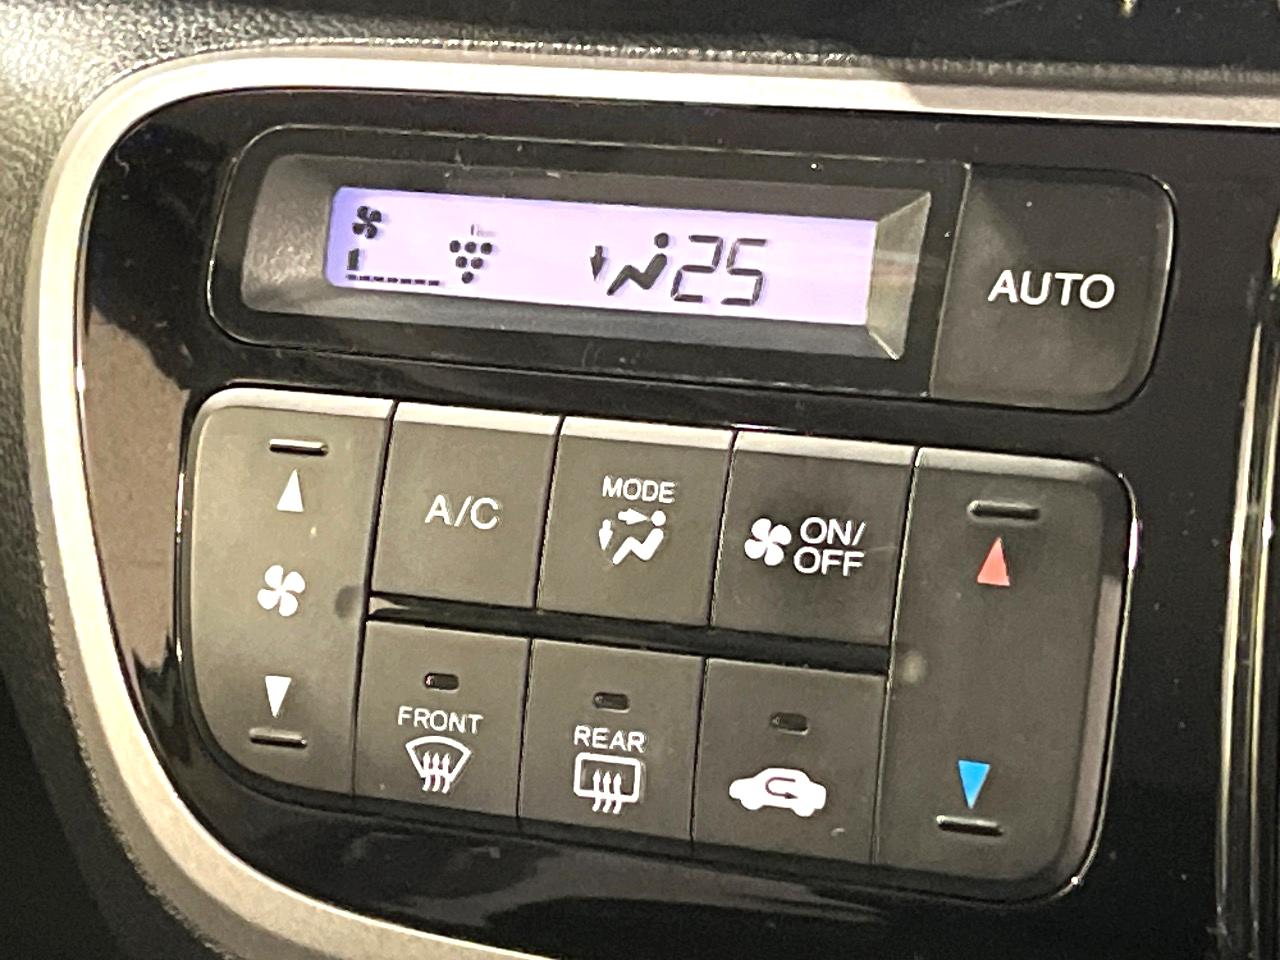 25
AUTO
A/C
MODE
ON/
OFF
FRONT
REAR